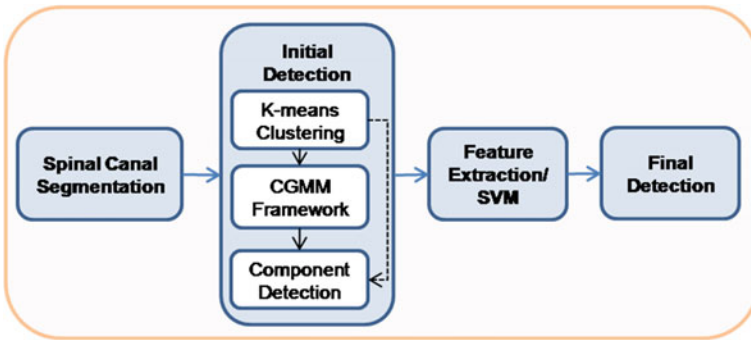 Spinal Canal
Segmentation
Initial
Detection
K-means
Clustering
CGMM
Framework
Component
Detection
Feature
Extraction/
SVM
Final
Detection